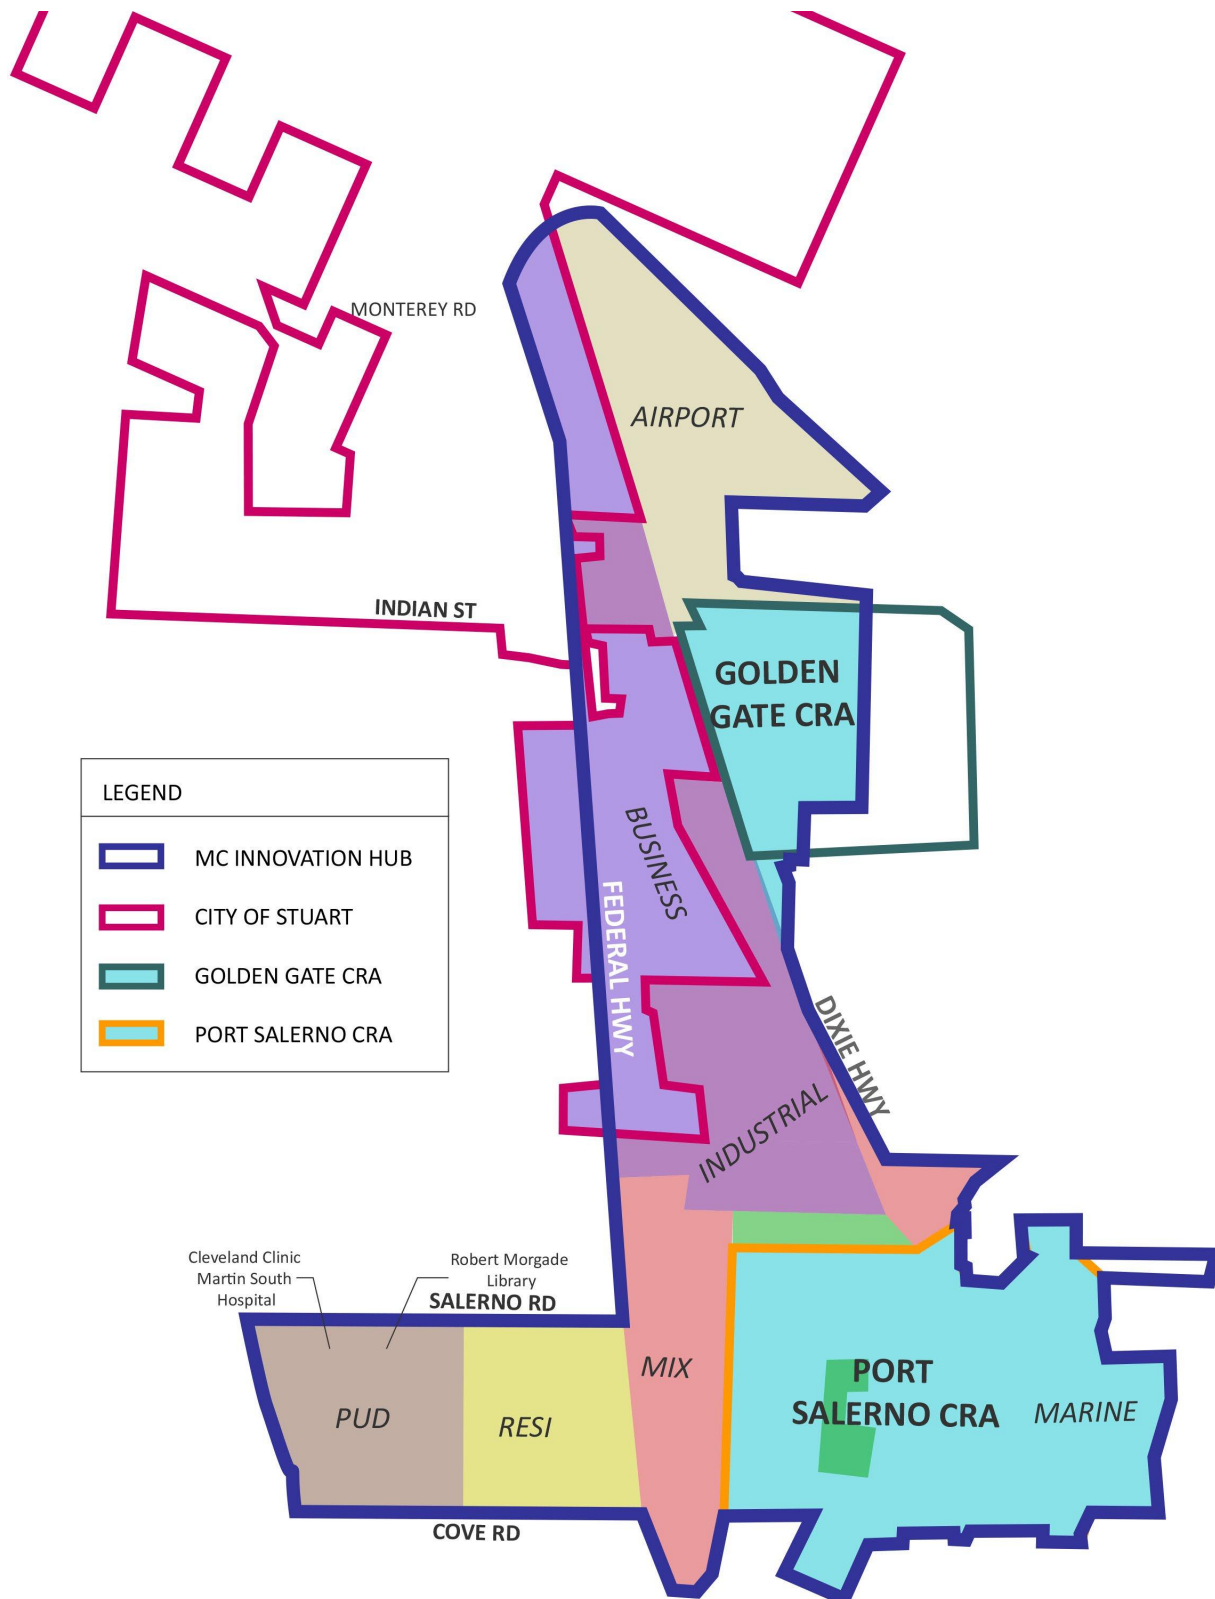 MONTEREY RD
AIRPORT
INDIAN ST
GOLDEN
GATE CRA
LEGEND
MC INNOVATION HUB
CITY OF STUART
GOLDEN GATE CRA
PORT SALERNO CRA
BUSINESS
FEDERAL HWY
DIXIE HWY
INDUSTRIAL
Cleveland Clinic
Martin South
Hospital
Robert Morgade
Library
SALERNO RD
MIX
PORT
SALERNO CRA
MARINE
PUD
RESI
COVE RD